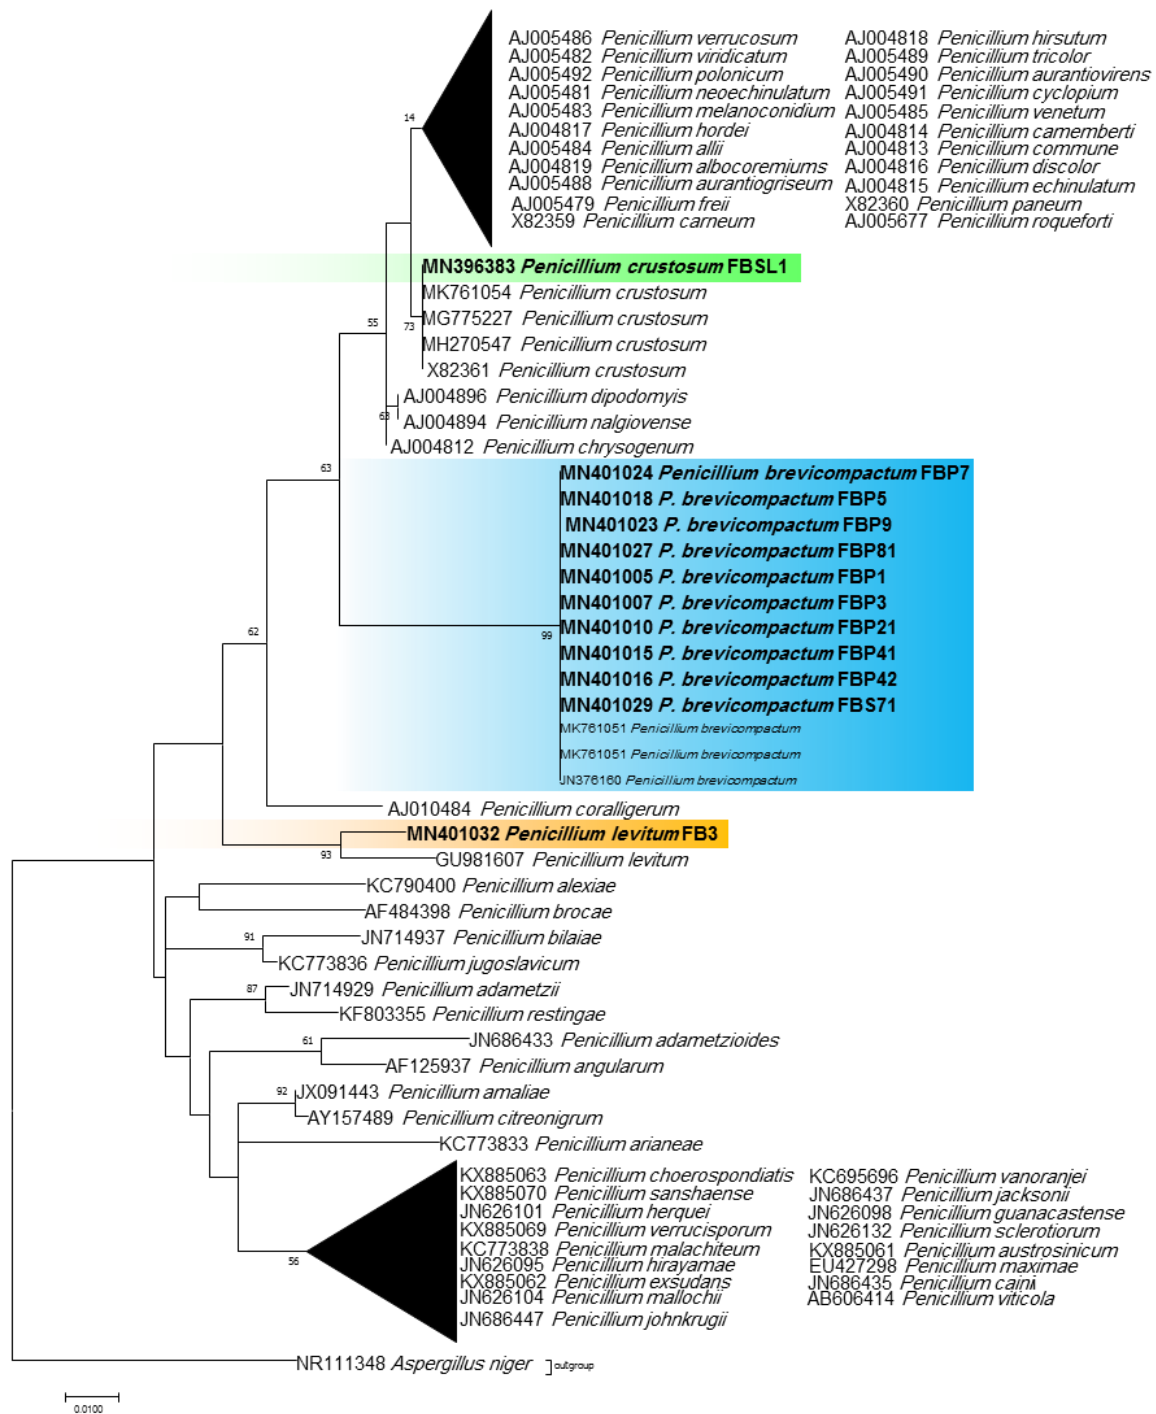 AJ005486 Penicillium verrucosum AJ004818 Penicillium hirsutum
AJ005482 Penicillium viridicatum AJ005489 Penicillium tricolor
AJ005492 Penicillium polonicum AJ005490 Penicillium aurantiovirens
AJ005481 Penicillium neoechinulatum AJ005491 Penicillium cyclopium
AJ005483 Penicillium melanoconidium AJ005485 Penicillium venetum
AJ004817 Penicillium hordei AJ004814 Penicillium camemberti
AJ005484 Penicillium allii AJ004813 Penicillium commune
AJ004819 Penicillium albocoremiums AJ004816 Penicillium discolor
AJ005488 Penicillium aurantiogriseum AJ004815 Penicillium echinulatum
AJ005479 Penicillium freii X82360 Penicillium paneum
X82359 Penicillium carneum AJ005677 Penicillium roqueforti
14
MN396383 Penicillium crustosum FBSL1
MK761054 Penicillium crustosum
MG775227 Penicillium crustosum
55
73
MH270547 Penicillium crustosum
X82361 Penicillium crustosum
AJ004896 Penicillium dipodomyis
63
AJ004894 Penicillium nalgiovense
AJ004812 Penicillium chrysogenum
63
MN401024 Penicillium brevicompactum FBP7
MN401018 P. brevicompactum FBP5
MN401023 P. brevicompactum FBP9
MN401027 P. brevicompactum FBP81
MN401005 P. brevicompactum FBP1
MN401007 P. brevicompactum FBP3
MN401010 P. brevicompactum FBP21
62
99
MN401015 P. brevicompactum FBP41
MN401016 P. brevicompactum FBP42
MN401029 P. brevicompactum FBS71
MK761051 Penicillium brevicompactum
MK761051 Penicillium brevicompactum
JN376160 Penicillium brevicompactum
AJ010484 Penicillium coralligerum
MN401032 Penicillium levitum FB3
93
GU981607 Penicillium levitum
KC790400 Penicillium alexiae
AF484398 Penicillium brocae
91
JN714937 Penicillium bilaiae
KC773836 Penicillium jugoslavicum
87
JN714929 Penicillium adametzii
KF803355 Penicillium restingae
61
JN686433 Penicillium adametzioides
AF125937 Penicillium angularum
92
JX091443 Penicillium amaliae
AY157489 Penicillium citreonigrum
KC773833 Penicillium arianeae
KX885063 Penicillium choerospondiatis KC695696 Penicillium vanoranjei
KX885070 Penicillium sanshaense JN686437 Penicillium jacksonii
JN626101 Penicillium herquei JN626098 Penicillium guanacastense
KX885069 Penicillium verrucisporum JN626132 Penicillium sclerotiorum
KC773838 Penicillium malachiteum KX885061 Penicillium austrosinicum
JN626095 Penicillium hirayamae EU427298 Penicillium maximae
KX885062 Penicillium exsudans JN686435 Penicillium cainii
JN626104 Penicillium mallochii AB606414 Penicillium viticola
JN686447 Penicillium johnkrugii
56
NR111348 Aspergillus niger outgroup
0.0100